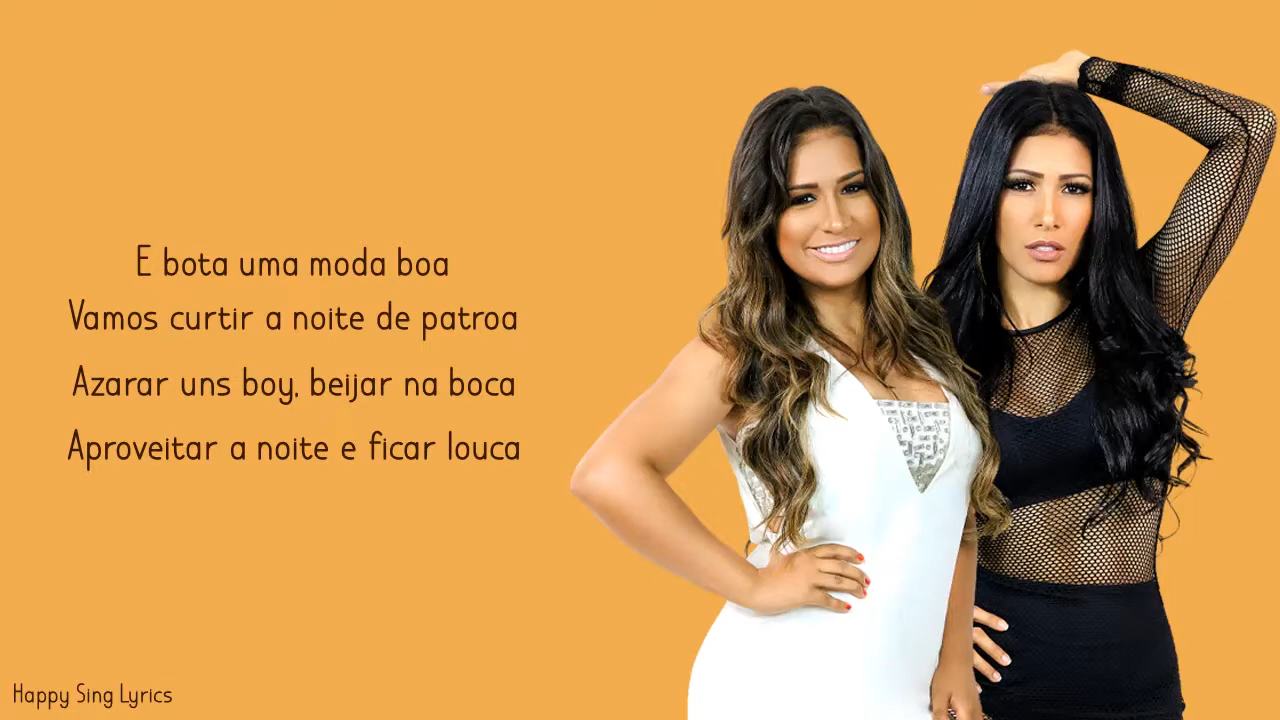 E bota uma moda boa
Vamos curtir a noite de patroa
Azarar uns boy, beijar na boca
Aproveitar a noite e ficar louca
Happy Sing Lyrics